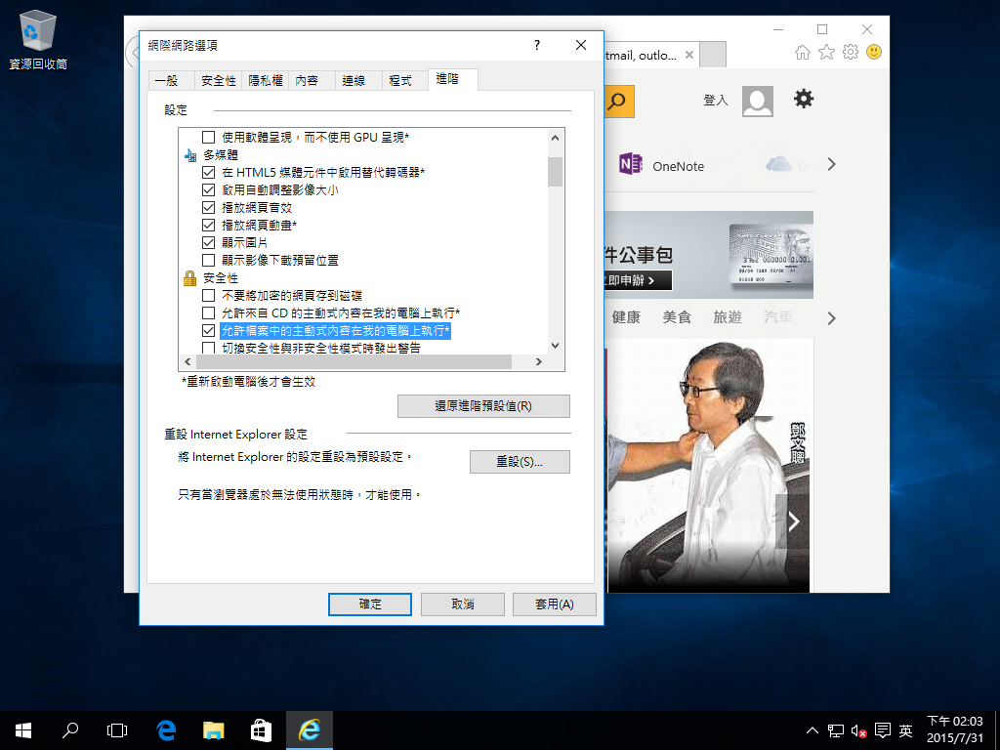 資源回收筒
網際網路選項
?
一般
安全性
隱私權
內容
連線
程式
進階
設定
使用軟體呈現，而不使用 GPU 呈現*
多媒體
在 HTML5 媒體元件中啟用替代轉碼器*
啟用自動調整影像大小
播放網頁音效
播放網頁動畫*
顯示圖片
顯示影像下載預留位置
安全性
不要將加密的網頁存到磁碟
允許來自 CD 的主動式內容在我的電腦上執行*
允許檔案中的主動式內容在我的電腦上執行*
切換安全性與非安全性模式時發出警告
*重新啟動電腦後才會生效
還原進階預設值(R)
重設 Internet Explorer 設定
將 Internet Explorer 的設定重設為預設設定。
重設(S)...
只有當瀏覽器處於無法使用狀態時，才能使用。
確定
取消
套用(A)
tmail, outlo...
登入
OneNote
On
件公事包
立即申辦
健康
美食
旅遊
汽車
鄧文聰
英
下午 02:03
2015/7/31